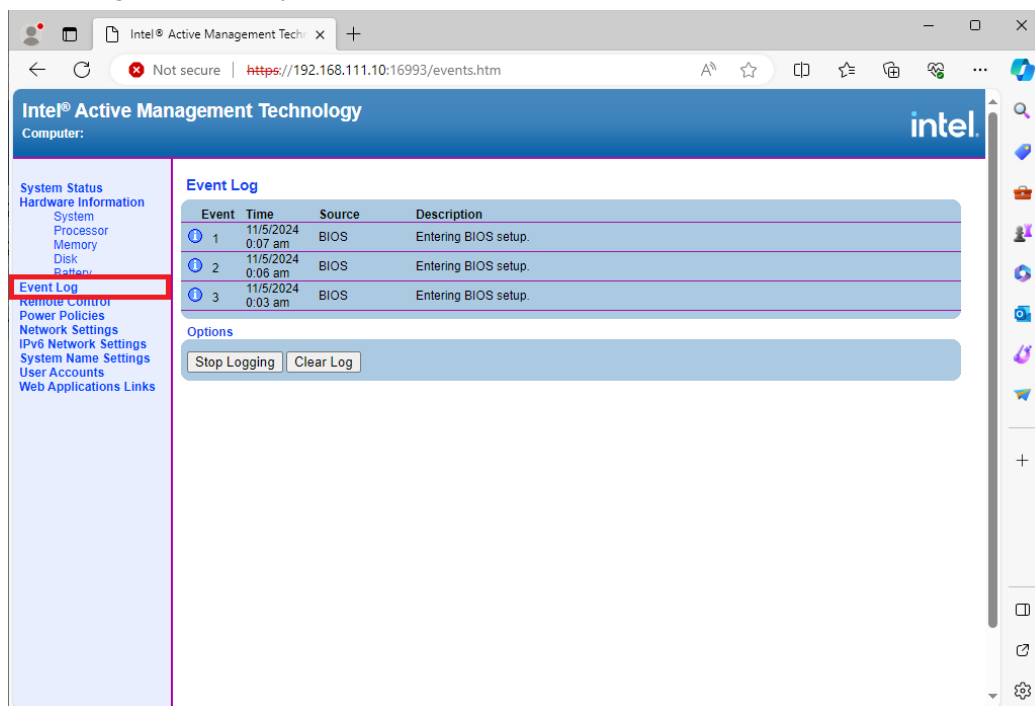 Intel® Active Management Techn
Not secure
https://192.168.111.10:16993/events.htm
Intel® Active Management Technology
Computer:
intel.
System Status
Hardware Information
System
Processor
Memory
Disk
Battery
Event Log
Remote Control
Power Policies
Network Settings
IPv6 Network Settings
System Name Settings
User Accounts
Web Applications Links
Event Log
Event Time Source Description
1 11/5/2024 0:07 am BIOS Entering BIOS setup.
2 11/5/2024 0:06 am BIOS Entering BIOS setup.
3 11/5/2024 0:03 am BIOS Entering BIOS setup.
Options
Stop Logging Clear Log